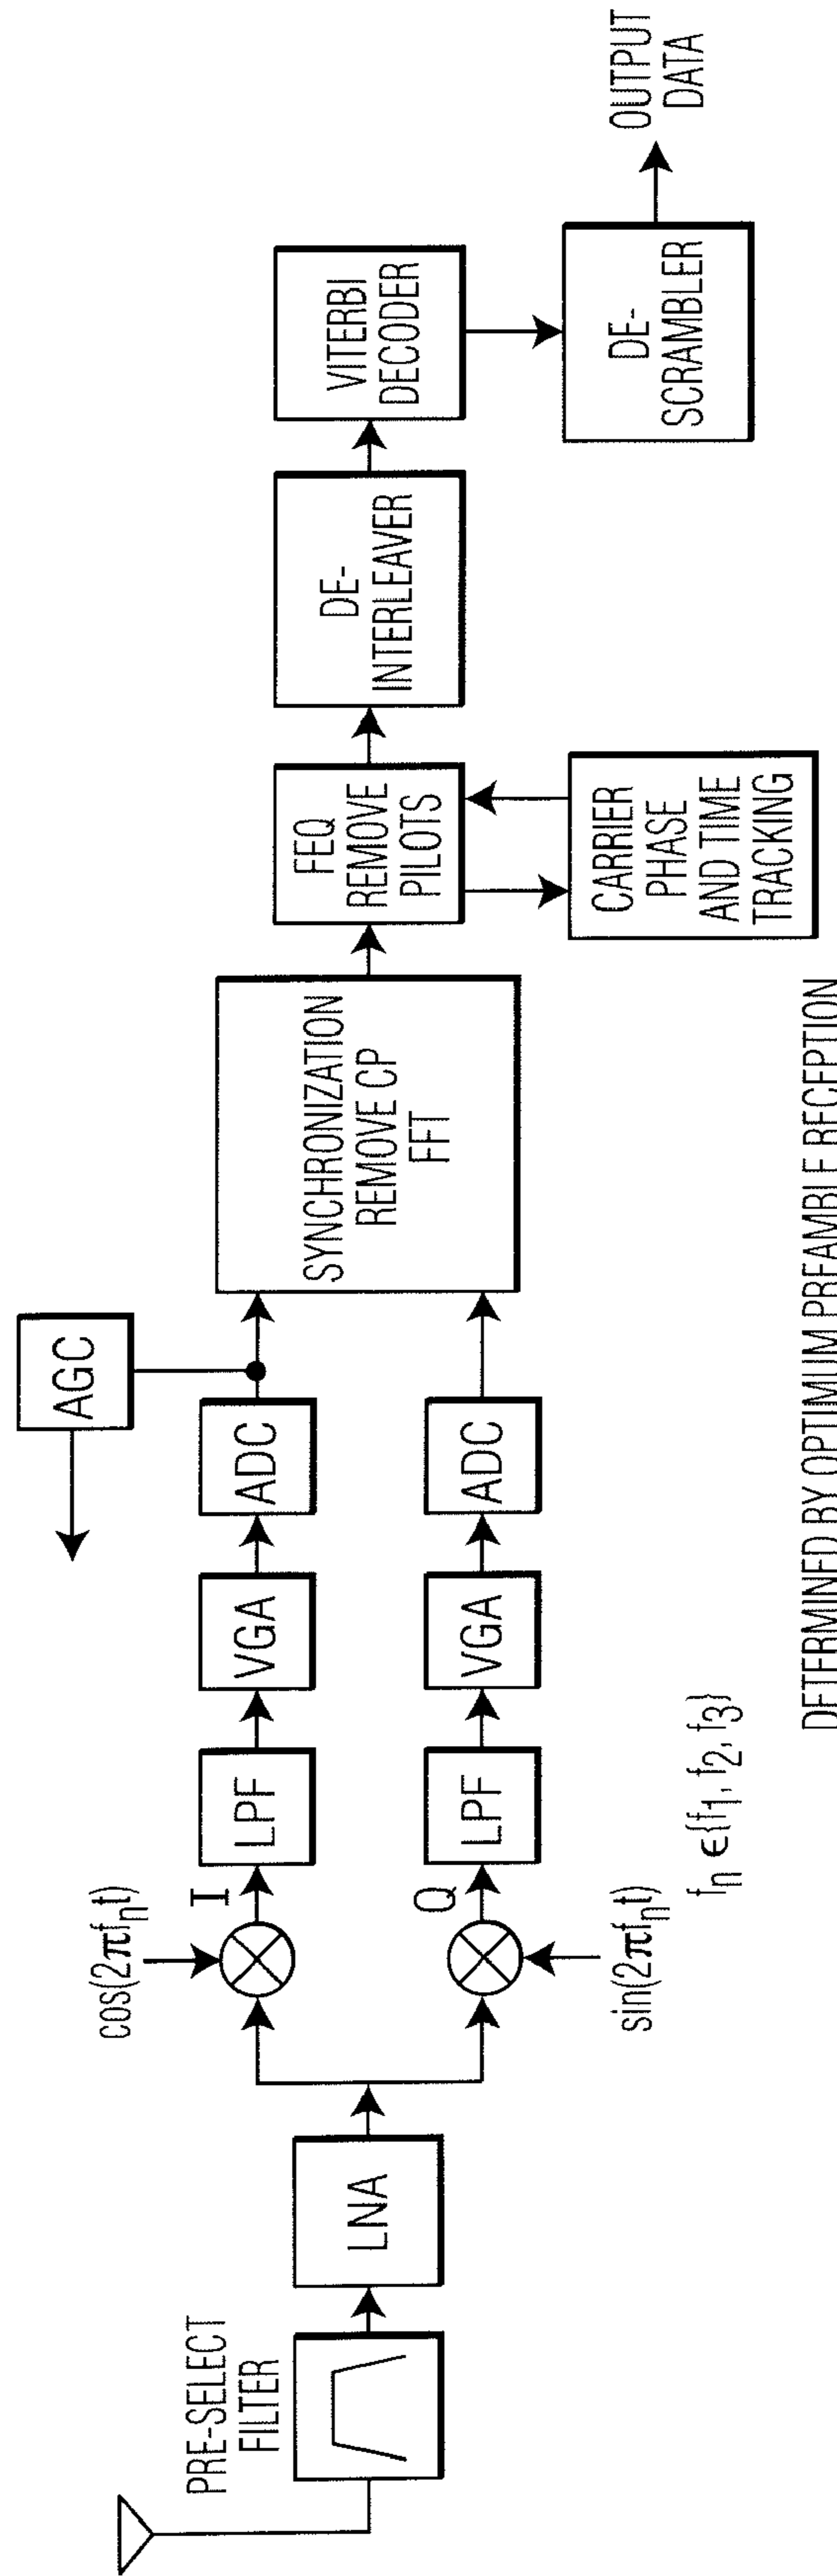 PRE-SELECT
FILTER
LNA
cos(2πfnt)
I
Q
sin(2πfnt)
fn ϵ{f1, f2, f3}
LPF
LPF
VGA
VGA
ADC
ADC
AGC
SYNCHRONIZATION
REMOVE CP
FFT
FEQ
REMOVE
PILOTS
CARRIER
PHASE
AND TIME
TRACKING
DE-
INTERLEAVER
VITERBI
DECODER
DE-
SCRAMBLER
OUTPUT
DATA
DETERMINED BY OPTIMUM PREAMBLE RECEPTION